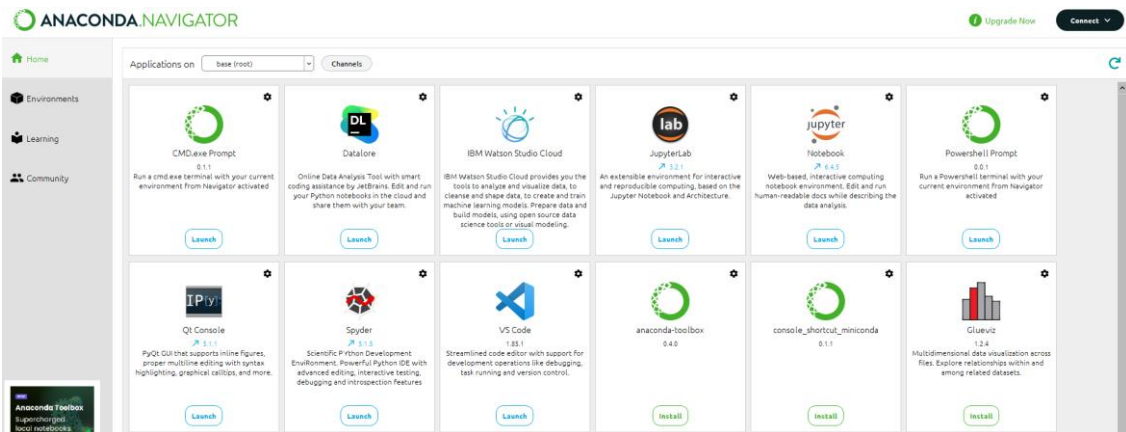 ANACONDA.NAVIGATOR
Upgrade Now
Connect
Home
Environments
Learning
Community
Applications on
base (root)
Channels
CMD.exe Prompt
0.1.1
Run a cmd.exe terminal with your current
environment from Navigator activated
Launch
DL
Datalore
Online Data Analysis Tool with smart
coding assistance by JetBrains. Edit and run
your Python notebooks in the cloud and
share them with your team.
Launch
IBM Watson Studio Cloud
IBM Watson Studio Cloud provides you the
tools to analyze and visualize data, to
cleanse and shape data, to create and train
machine learning models. Prepare data and
build models, using open source data
science tools or visual modeling.
Launch
lab
JupyterLab
3.2.1
An extensible environment for interactive
and reproducible computing, based on the
Jupyter Notebook and Architecture.
Launch
jupyter
Notebook
6.4.5
Web-based, interactive computing
notebook environment. Edit and run
human-readable docs while describing the
data analysis.
Launch
Powershell Prompt
0.0.1
Run a Powershell terminal with your
current environment from Navigator
activated
Launch
IP[y]
Qt Console
5.1.1
PyQt GUI that supports inline figures,
proper multiline editing with syntax
highlighting, graphical calltips, and more.
Launch
Spyder
5.1.5
Scientific PYthon Development
EnviRonment. Powerful Python IDE with
advanced editing, interactive testing,
debugging and introspection features
Launch
VS Code
1.85.1
Streamlined code editor with support for
development operations like debugging,
task running and version control.
Launch
anaconda-toolbox
0.4.0
Install
console_shortcut_miniconda
0.1.1
Install
Glueviz
1.2.4
Multidimensional data visualization across
files. Explore relationships within and
among related datasets.
Install
Anaconda Toolbox
Supercharged
local notebooks